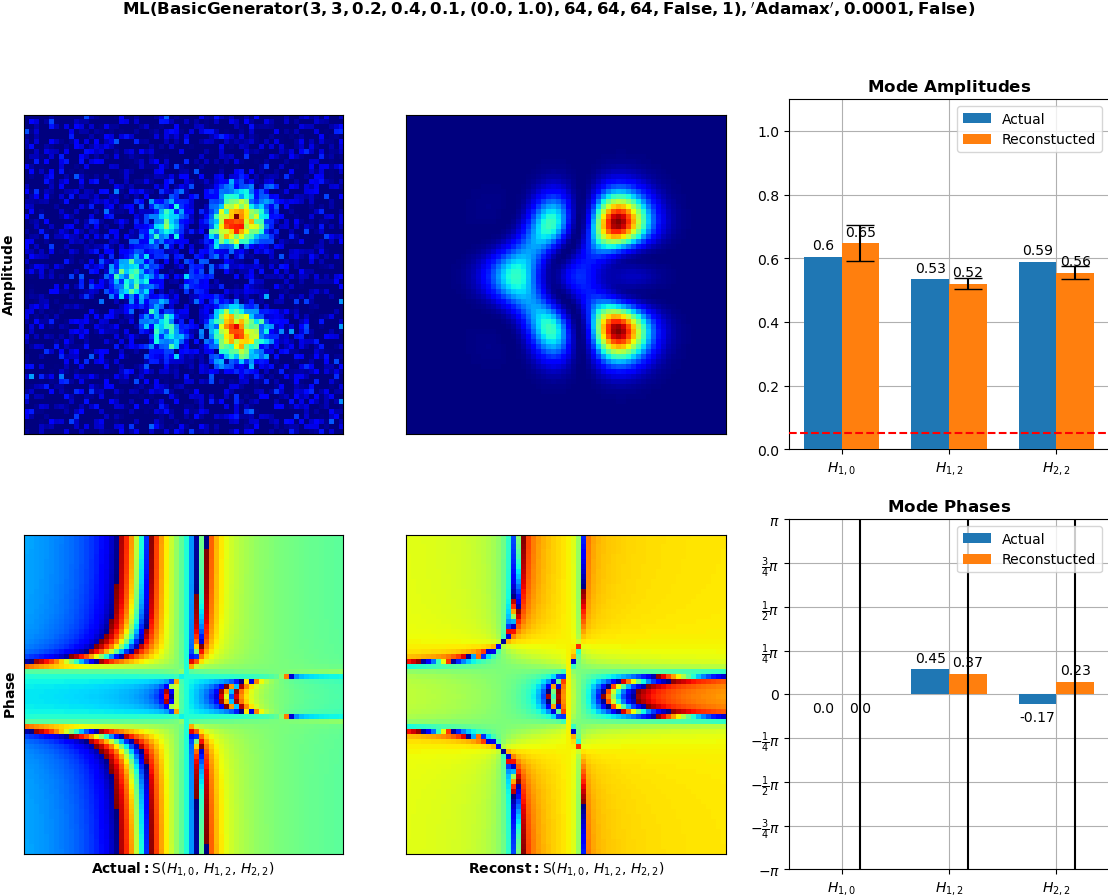 ML(BasicGenerator(3, 3, 0.2, 0.4, 0.1, (0.0, 1.0), 64, 64, 64, False, 1), ′Adamax′, 0.0001, False)
Amplitude
Mode Amplitudes
Actual
Reconstucted
1.0
0.8
0.6
0.4
0.2
0.0
0.6
0.65
0.53
0.52
0.59
0.56
H1,0
H1,2
H2,2
Phase
Actual: S(H1,0, H1,2, H2,2)
Reconst: S(H1,0, H1,2, H2,2)
Mode Phases
Actual
Reconstucted
π
3/4π
1/2π
1/4π
0
−1/4π
−1/2π
−3/4π
−π
0.0
0.0
0.45
0.37
-0.17
0.23
H1,0
H1,2
H2,2